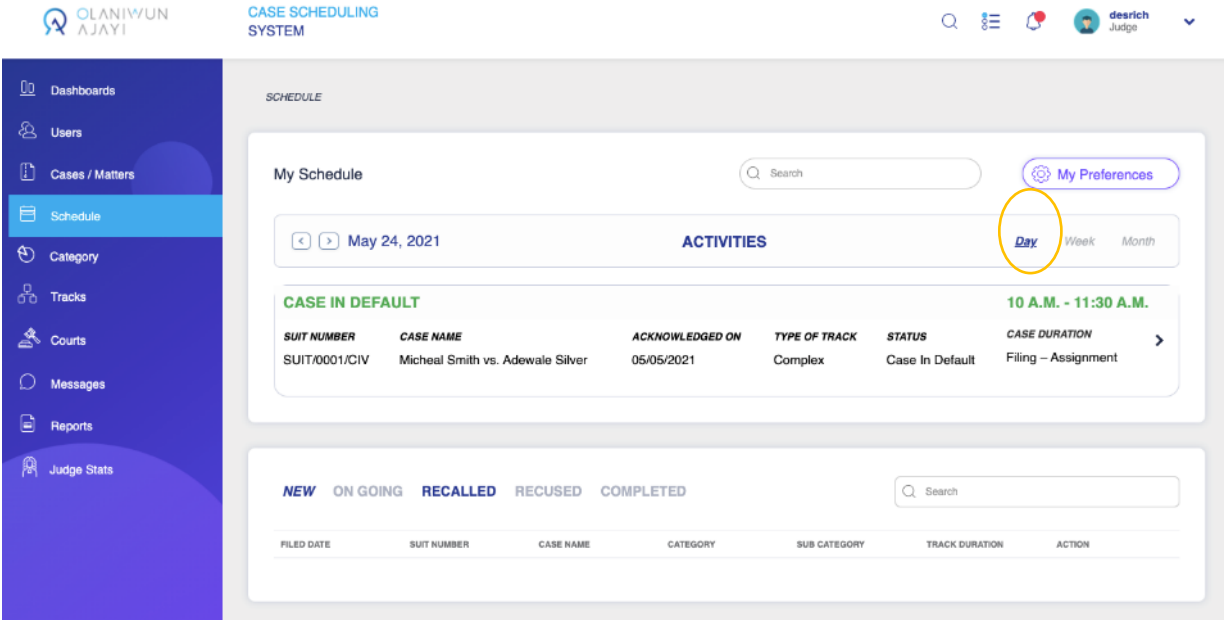 OLANIWUN
AJAYI
CASE SCHEDULING
SYSTEM
desrich
Judge
Dashboards
Users
Cases / Matters
Schedule
Category
Tracks
Courts
Messages
Reports
Judge Stats
SCHEDULE
My Schedule
Search
My Preferences
May 24, 2021 ACTIVITIES Day Week Month
CASE IN DEFAULT 10 A.M. - 11:30 A.M.
SUIT NUMBER CASE NAME ACKNOWLEDGED ON TYPE OF TRACK STATUS CASE DURATION
SUIT/0001/CIV Micheal Smith vs. Adewale Silver 05/05/2021 Complex Case In Default Filing – Assignment
NEW ON GOING RECALLED RECUSED COMPLETED Search
FILED DATE SUIT NUMBER CASE NAME CATEGORY SUB CATEGORY TRACK DURATION ACTION